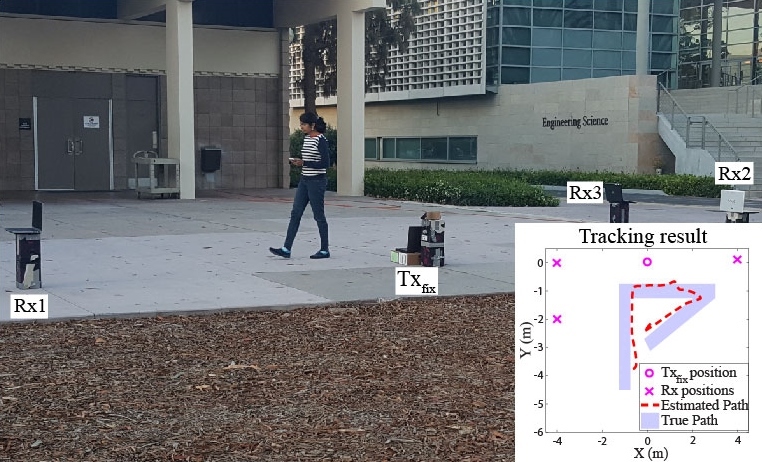 Engineering Science
Rx3
Rx2
Rx1
Tx_fix
Tracking result
0
-1
-2
-3
-4
-5
-6
Y (m)
-4 -2 0 2 4
X (m)
Tx_fix position
Rx positions
Estimated Path
True Path